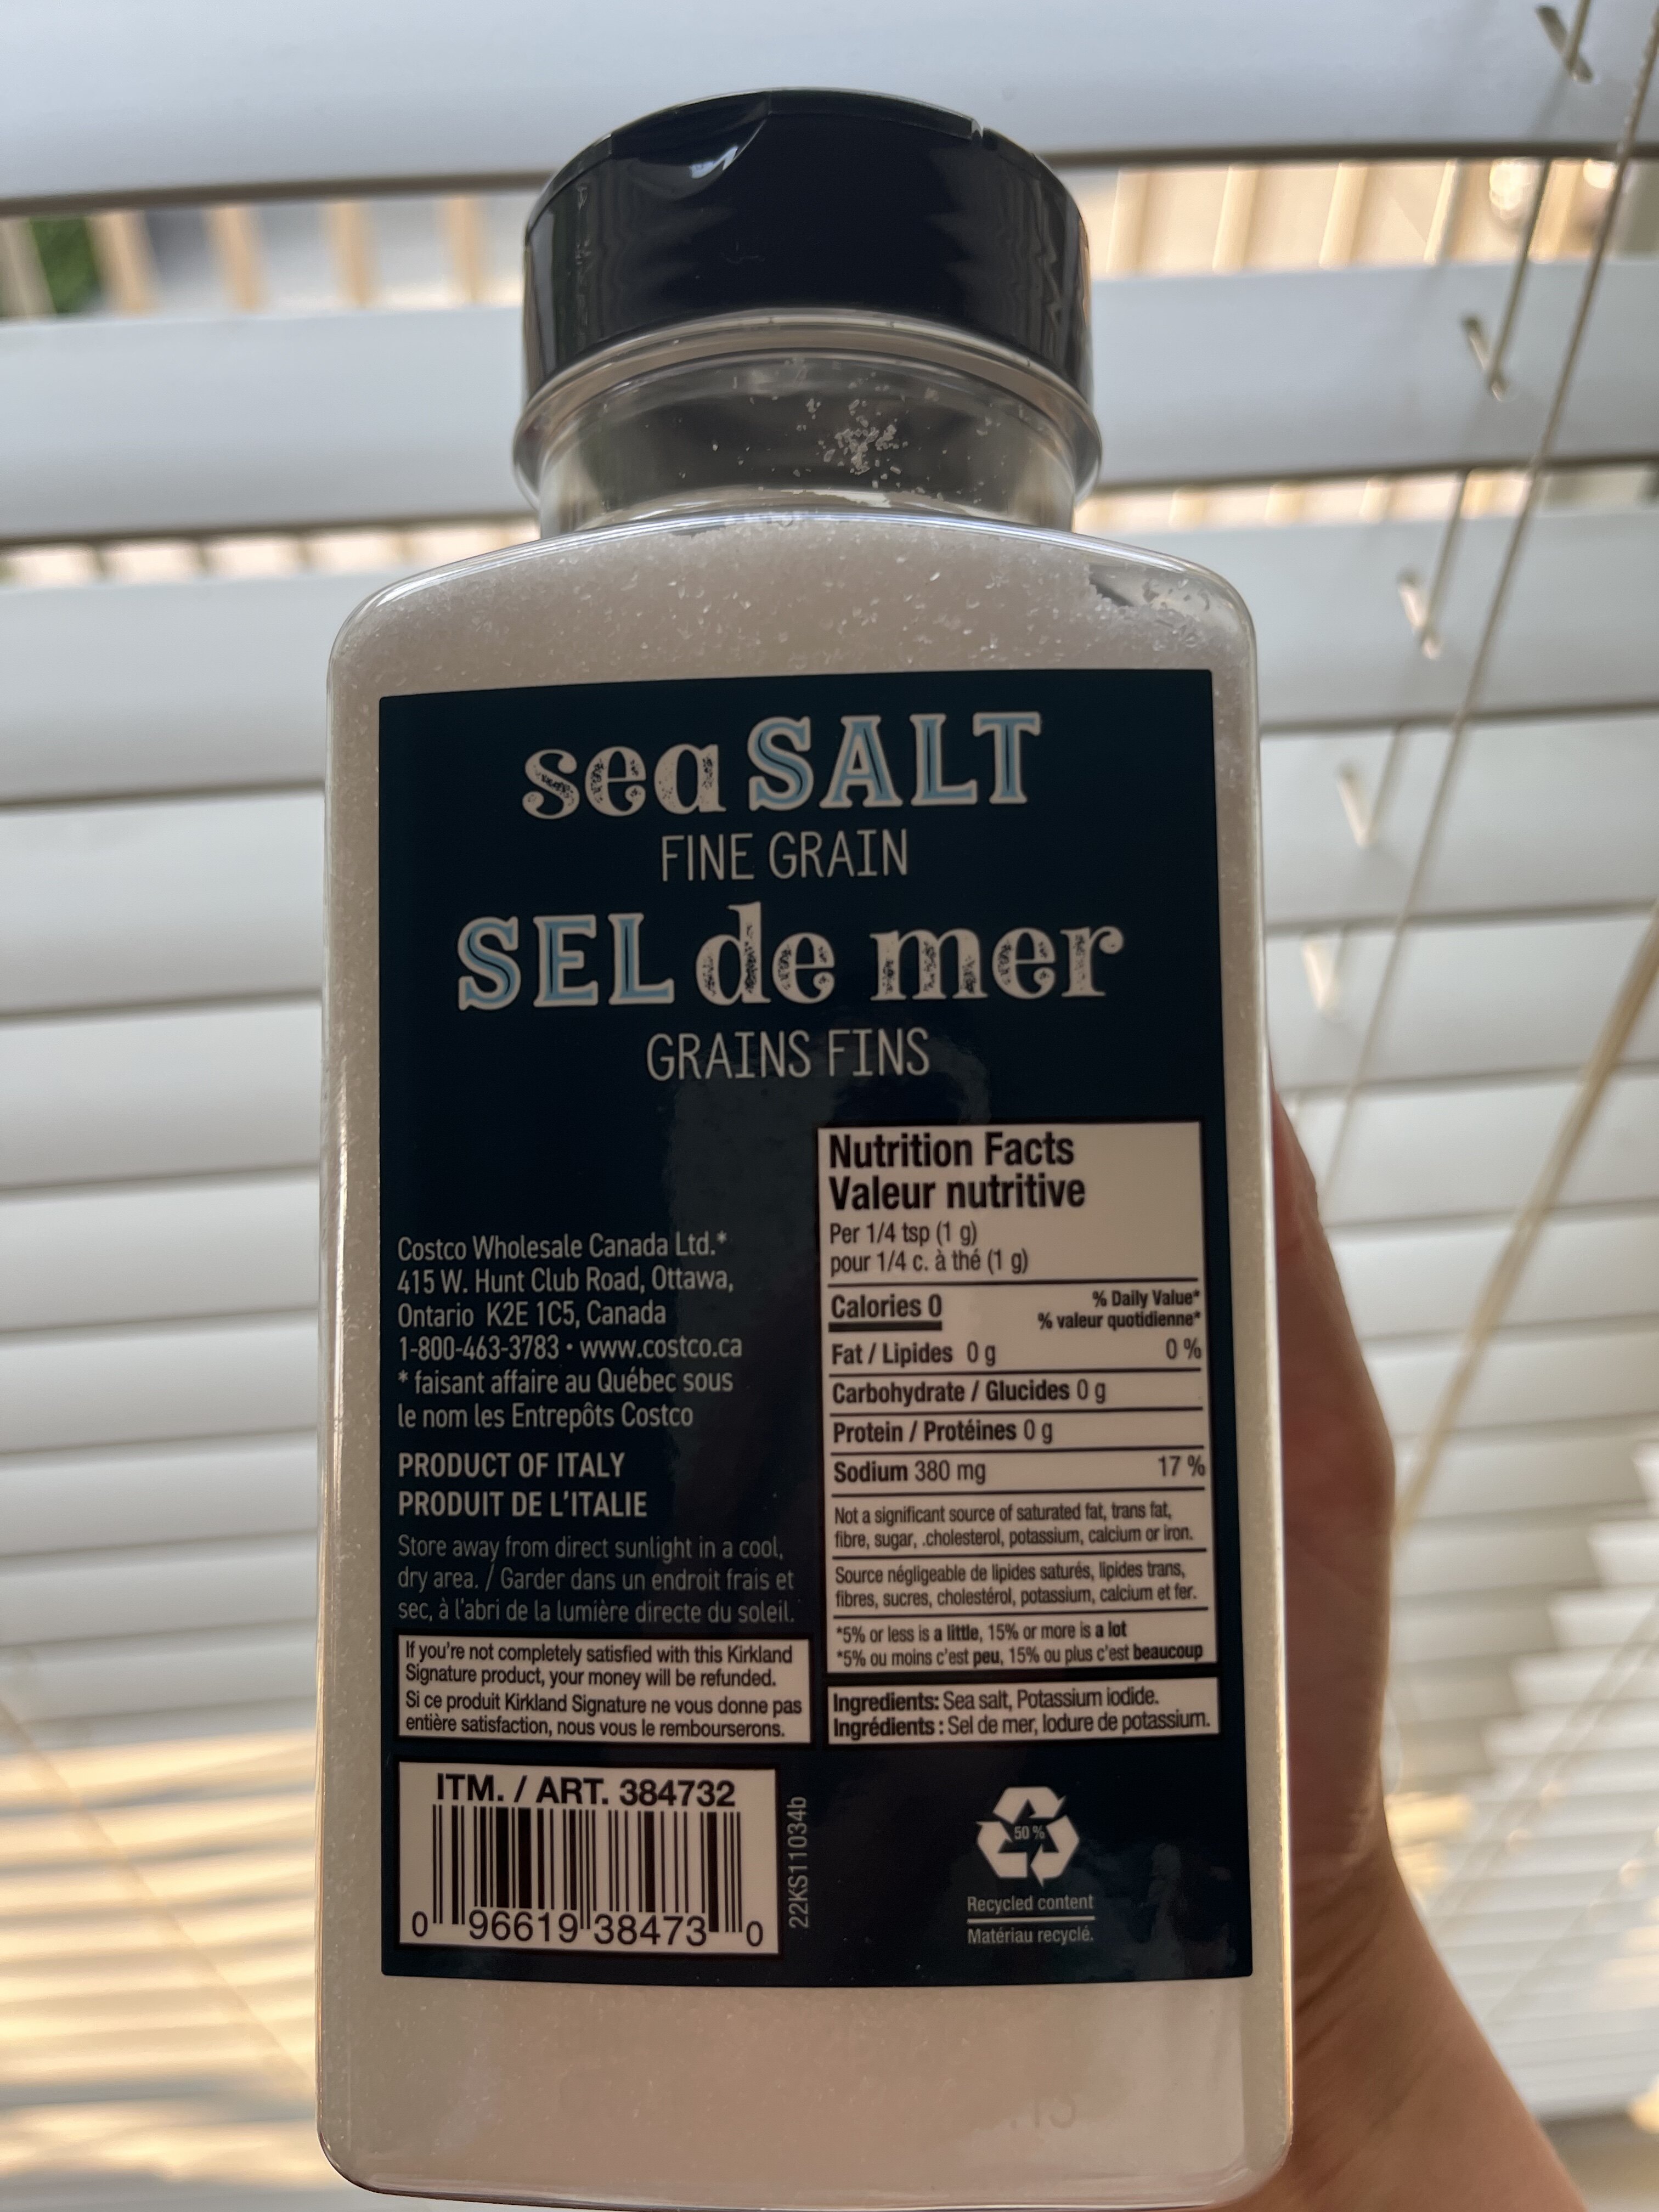 sea SALT
FINE GRAIN
SEL de mer
GRAINS FINS
Costco Wholesale Canada Ltd.*
415 W. Hunt Club Road, Ottawa,
Ontario K2E 1C5, Canada
1-800-463-3783 • www.costco.ca
* faisant affaire au Québec sous
le nom les Entrepôts Costco
PRODUCT OF ITALY
PRODUIT DE L'ITALIE
Store away from direct sunlight in a cool,
dry area. / Garder dans un endroit frais et
sec, à l'abri de la lumière directe du soleil.
If you're not completely satisfied with this Kirkland
Signature product, your money will be refunded.
Si ce produit Kirkland Signature ne vous donne pas
entière satisfaction, nous vous le rembourserons.
ITM. / ART. 384732
0 96619 38473 0
22KS11034b
Nutrition Facts
Valeur nutritive
Per 1/4 tsp (1 g)
pour 1/4 c. à thé (1 g)
Calories 0
% Daily Value*
% valeur quotidienne*
Fat / Lipides 0 g 0 %
Carbohydrate / Glucides 0 g
Protein / Protéines 0 g
Sodium 380 mg 17 %
Not a significant source of saturated fat, trans fat,
fibre, sugar, .cholesterol, potassium, calcium or iron.
Source négligeable de lipides saturés, lipides trans,
fibres, sucres, cholestérol, potassium, calcium et fer.
*5% or less is a little, 15% or more is a lot
*5% ou moins c'est peu, 15% ou plus c'est beaucoup
Ingredients: Sea salt, Potassium iodide.
Ingrédients : Sel de mer, Iodure de potassium.
50 %
Recycled content
Matériau recyclé.